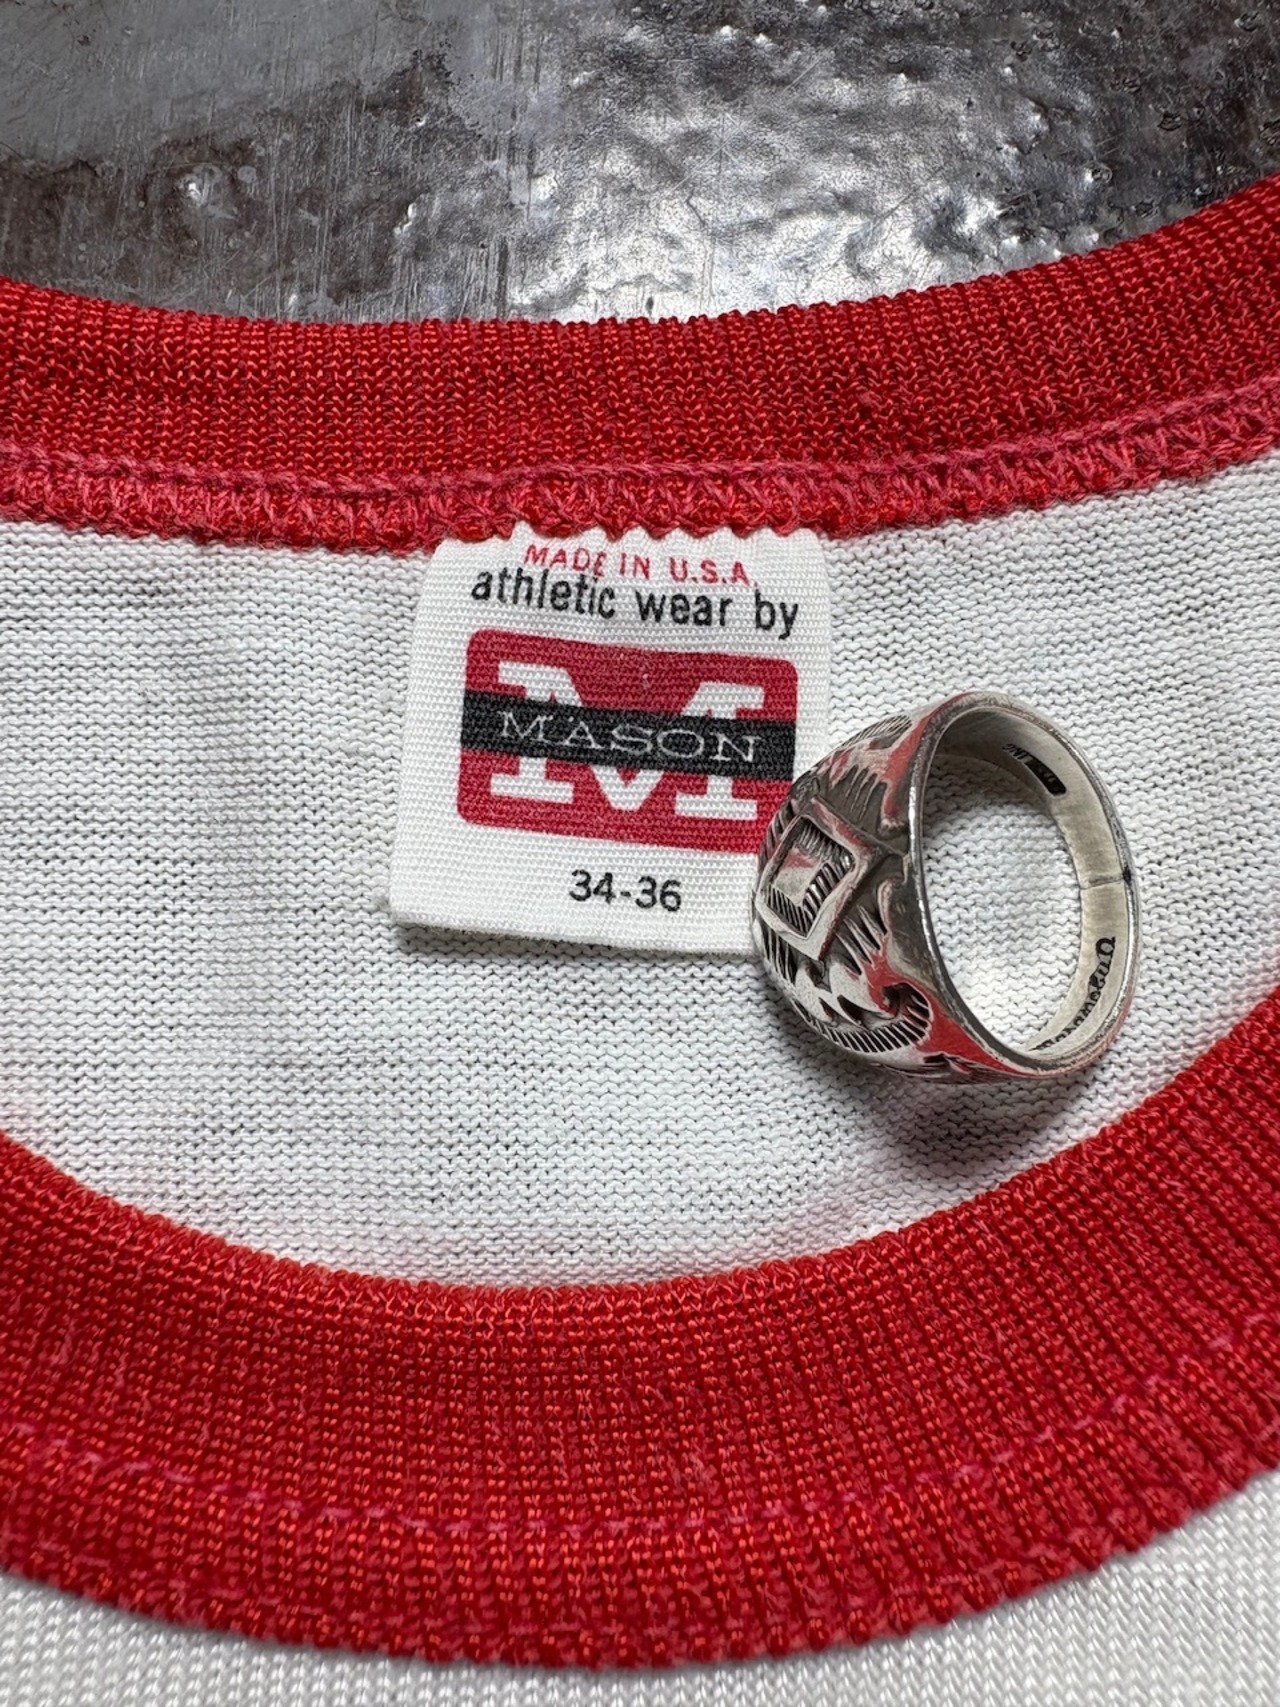 MADE IN U.S.A.
athletic wear by
MASON
34-36